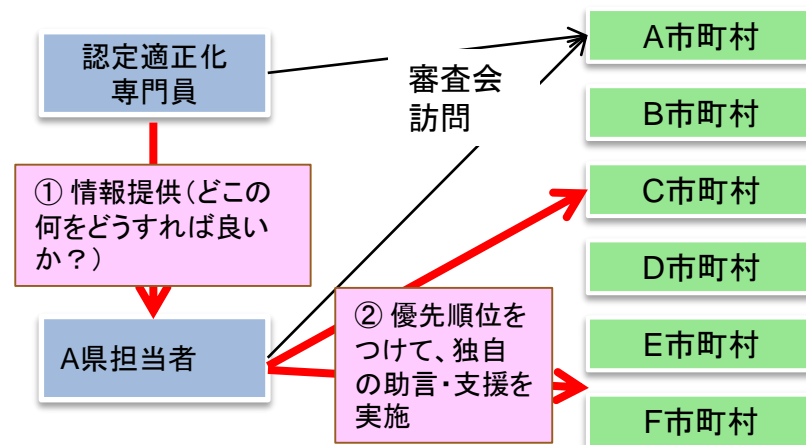 認定適正化
専門員
審査会
訪問
① 情報提供(どこの
何をどうすれば良い
か？)
A県担当者
② 優先順位を
つけて、独自
の助言・支援を
実施
A市町村
B市町村
C市町村
D市町村
E市町村
F市町村